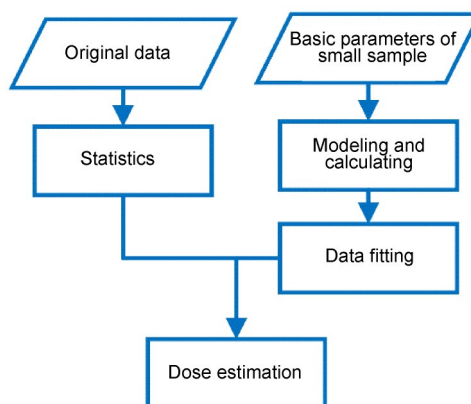 Original data
Basic parameters of
small sample
Statistics
Modeling and
calculating
Data fitting
Dose estimation